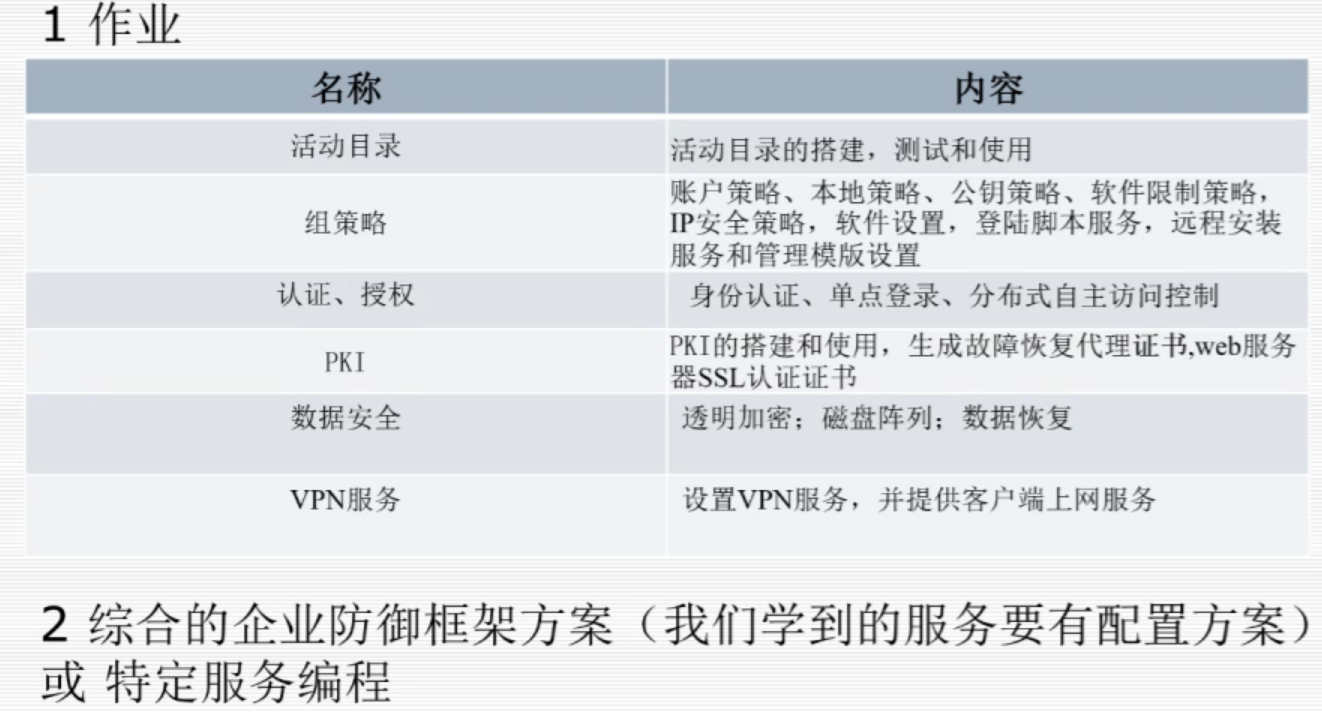 1 作业
名称
内容
活动目录
活动目录的搭建，测试和使用
组策略
账户策略、本地策略、公钥策略、软件限制策略，
IP安全策略，软件设置，登陆脚本服务，远程安装
服务和管理模版设置
认证、授权
身份认证、单点登录、分布式自主访问控制
PKI
PKI的搭建和使用，生成故障恢复代理证书,web服务
器SSL认证证书
数据安全
透明加密；磁盘阵列；数据恢复
VPN服务
设置VPN服务，并提供客户端上网服务
2 综合的企业防御框架方案（我们学到的服务要有配置方案）
或 特定服务编程